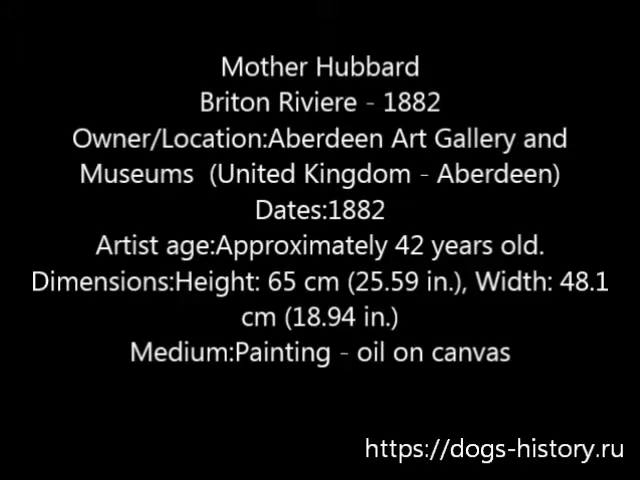 Mother Hubbard
Briton Riviere - 1882
Owner/Location:Aberdeen Art Gallery and
Museums  (United Kingdom - Aberdeen)
Dates:1882
Artist age:Approximately 42 years old.
Dimensions:Height: 65 cm (25.59 in.), Width: 48.1
cm (18.94 in.)
Medium:Painting - oil on canvas
https://dogs-history.ru